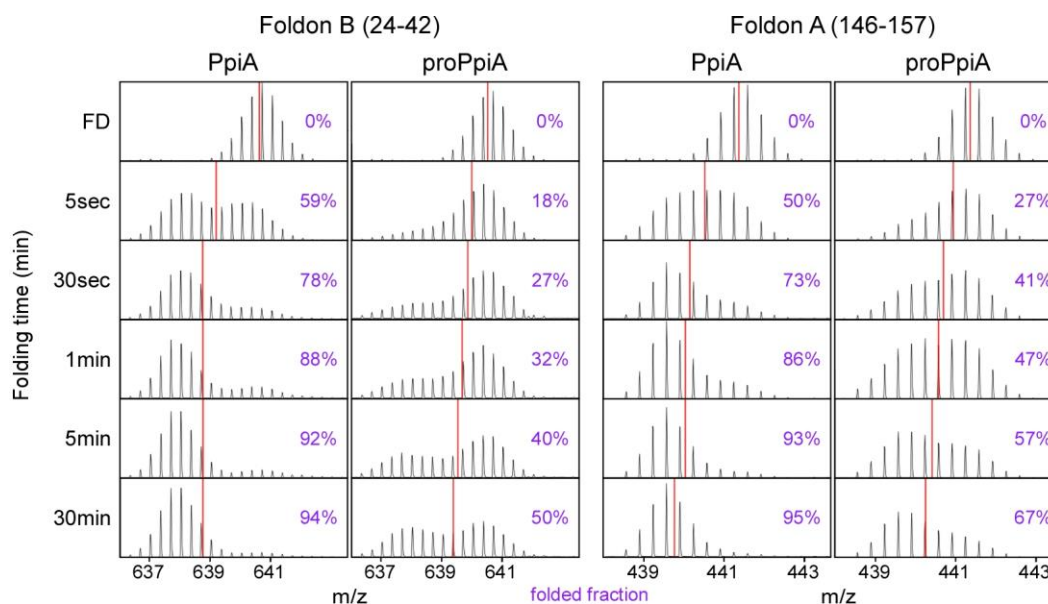 Foldon B (24-42) Foldon A (146-157)
PpiA proPpiA PpiA proPpiA
FD 0% 0% 0% 0%
5sec 59% 18% 50% 27%
30sec 78% 27% 73% 41%
1min 88% 32% 86% 47%
5min 92% 40% 93% 57%
30min 94% 50% 95% 67%
Folding time (min)
637 639 641 637 639 641 439 441 443 439 441 443
m/z folded fraction m/z